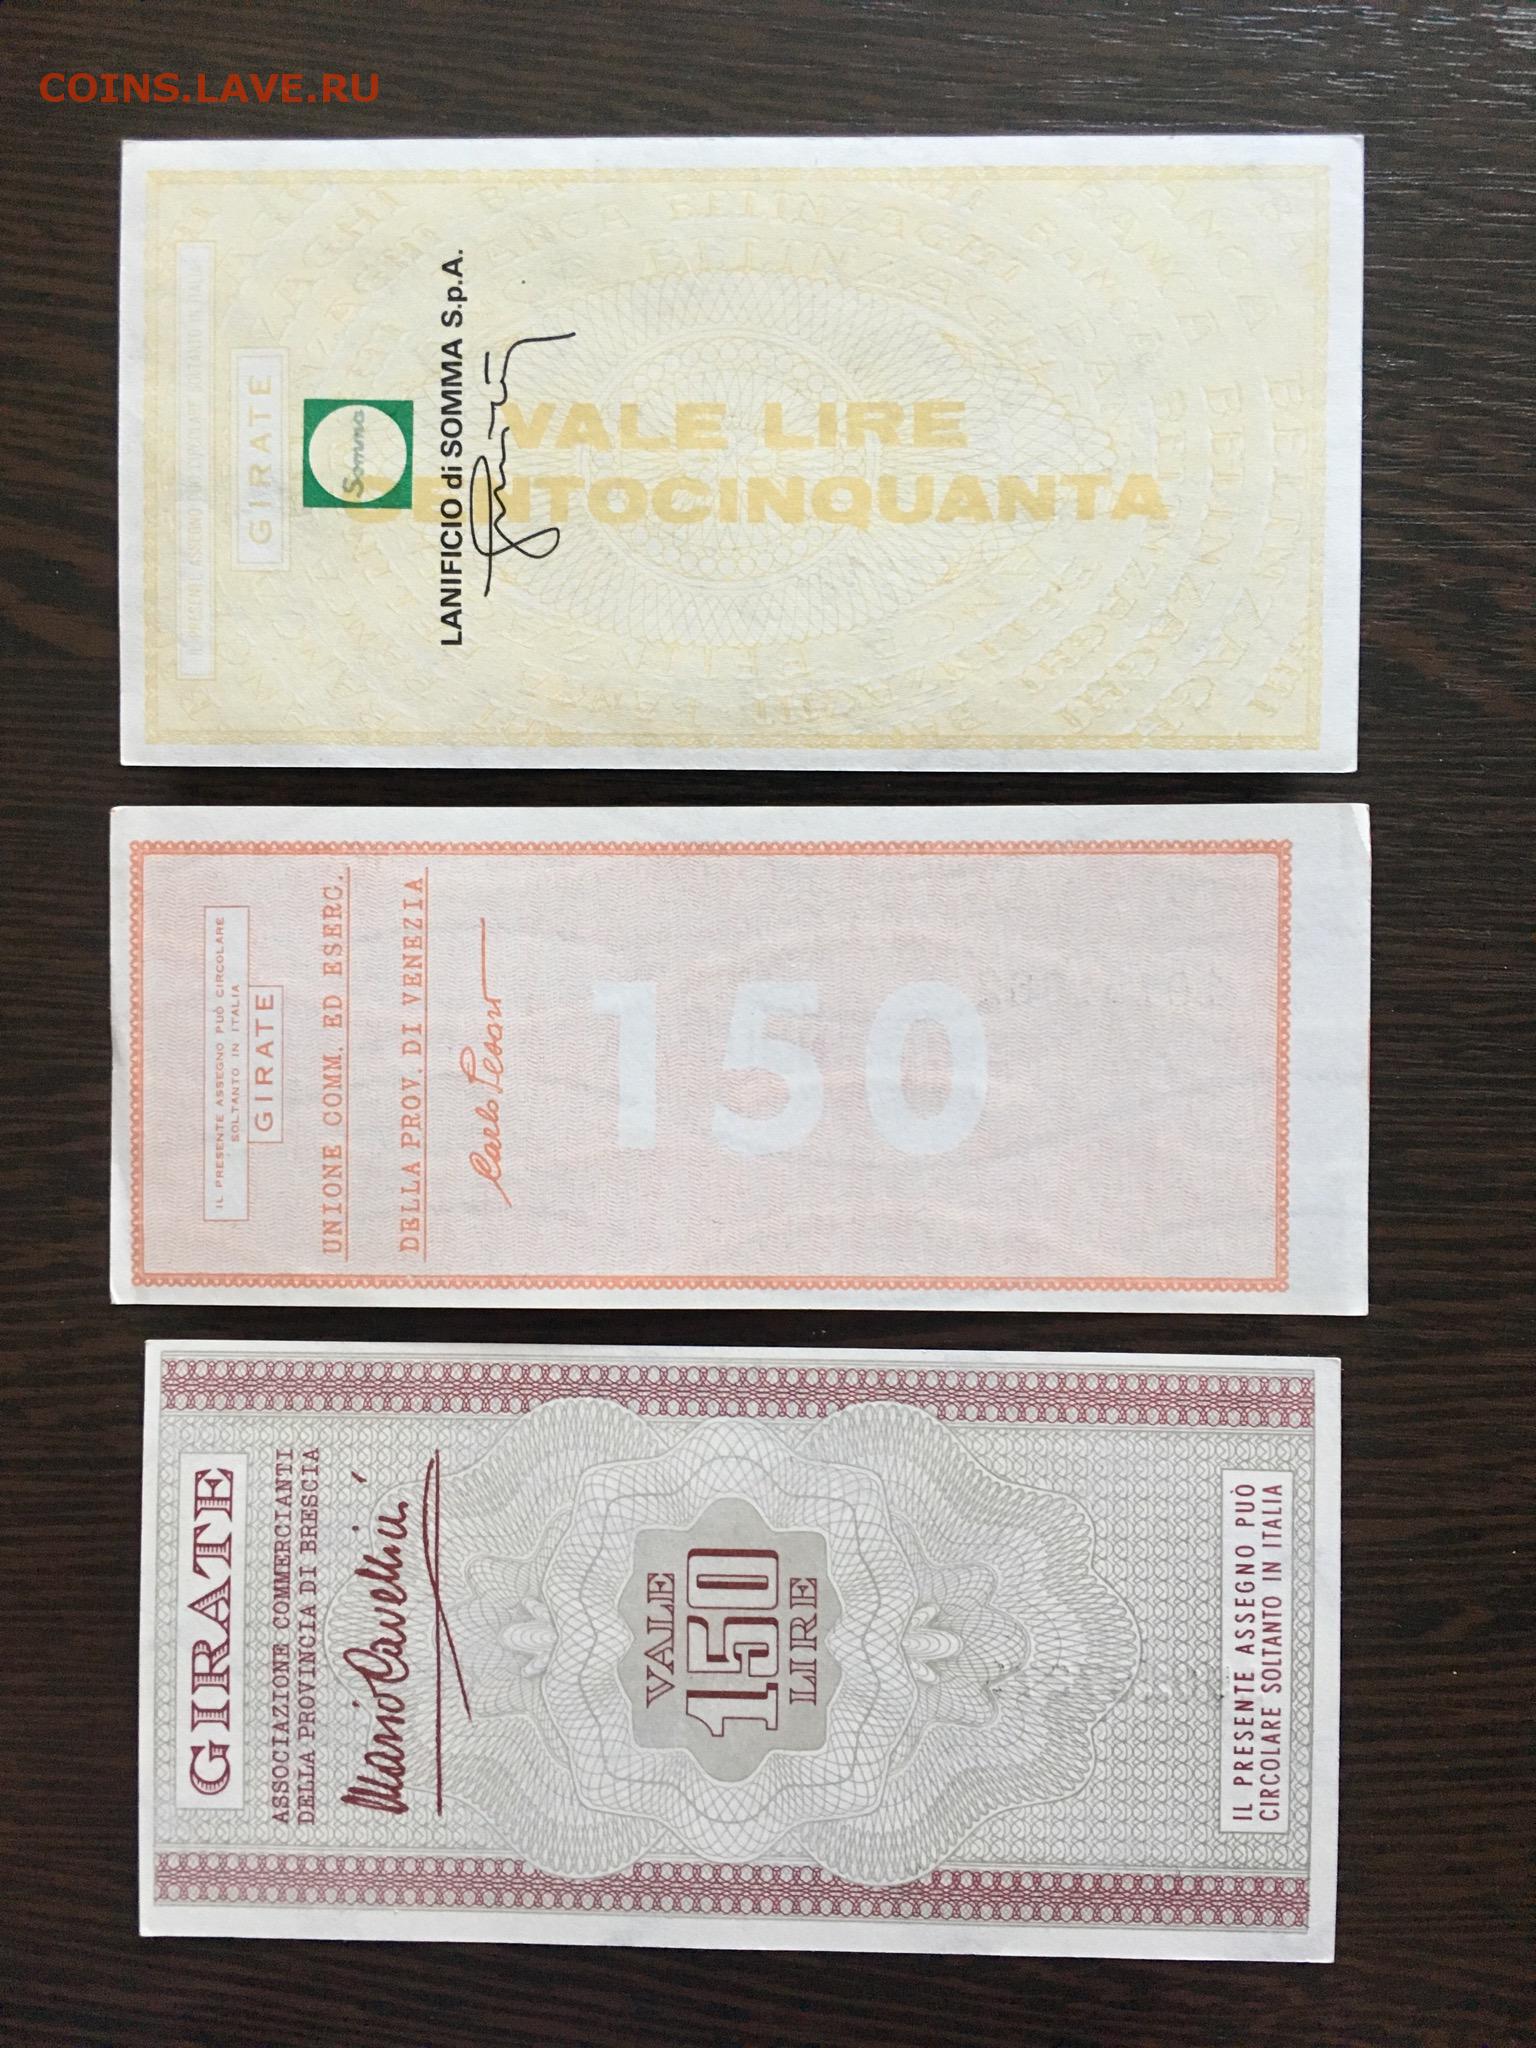 COINS.LAVE.RU
GIRATE
Somma
LANIFICIO di SOMMA S.p.A.
VALE LIRE
CENTOCINQUANTA
IL PRESENTE ASSEGNO PUÒ CIRCOLARE
SOLTANTO IN ITALIA
GIRATE
UNIONE COMM. ED ESERC.
DELLA PROV. DI VENEZIA
Carlo Pesaro
150
GIRATE
ASSOCIAZIONE COMMERCIANTI
DELLA PROVINCIA DI BRESCIA
Mario Cavellini
VALE
150
LIRE
IL PRESENTE ASSEGNO PUÒ
CIRCOLARE SOLTANTO IN ITALIA